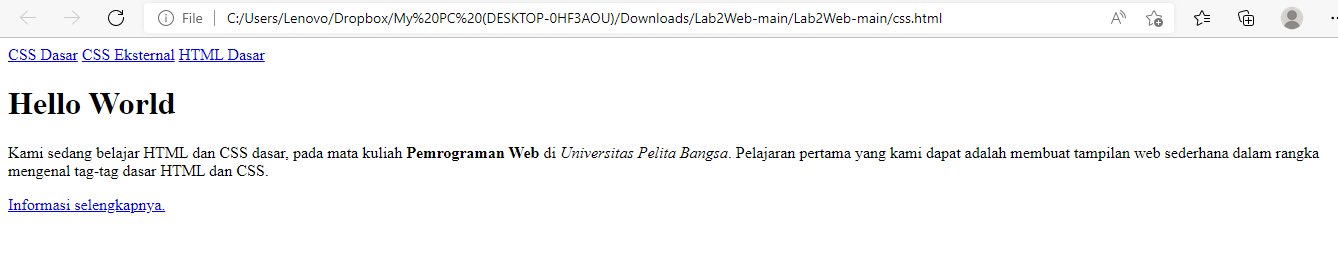 File C:/Users/Lenovo/Dropbox/My%20PC%20(DESKTOP-0HF3AOU)/Downloads/Lab2Web-main/Lab2Web-main/css.html
CSS Dasar CSS Eksternal HTML Dasar
Hello World
Kami sedang belajar HTML dan CSS dasar, pada mata kuliah Pemrograman Web di Universitas Pelita Bangsa. Pelajaran pertama yang kami dapat adalah membuat tampilan web sederhana dalam rangka
mengenal tag-tag dasar HTML dan CSS.
Informasi selengkapnya.